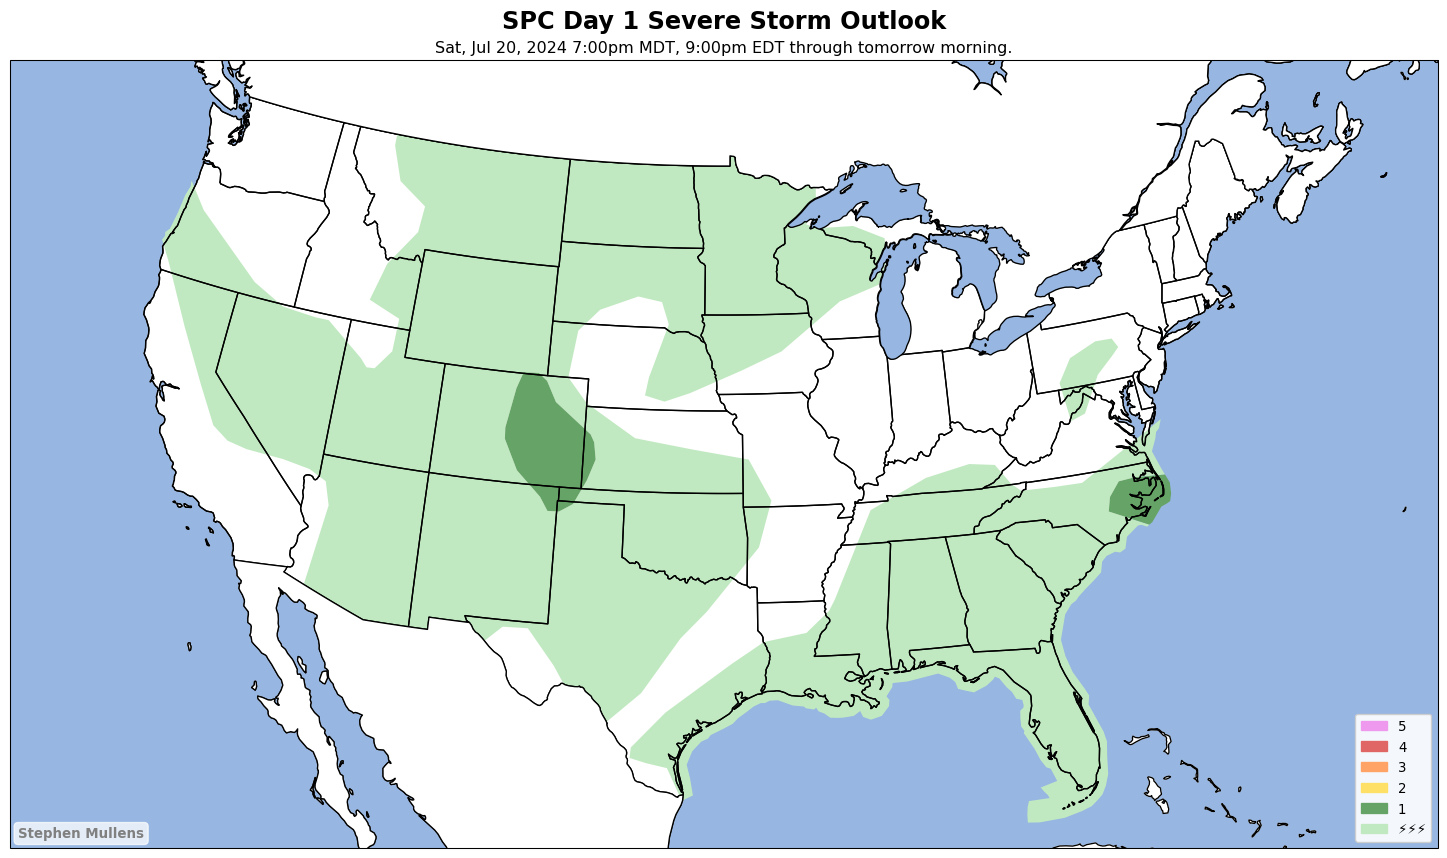 SPC Day 1 Severe Storm Outlook
Sat, Jul 20, 2024 7:00pm MDT, 9:00pm EDT through tomorrow morning.
5
4
3
2
1
⚡⚡⚡
Stephen Mullens